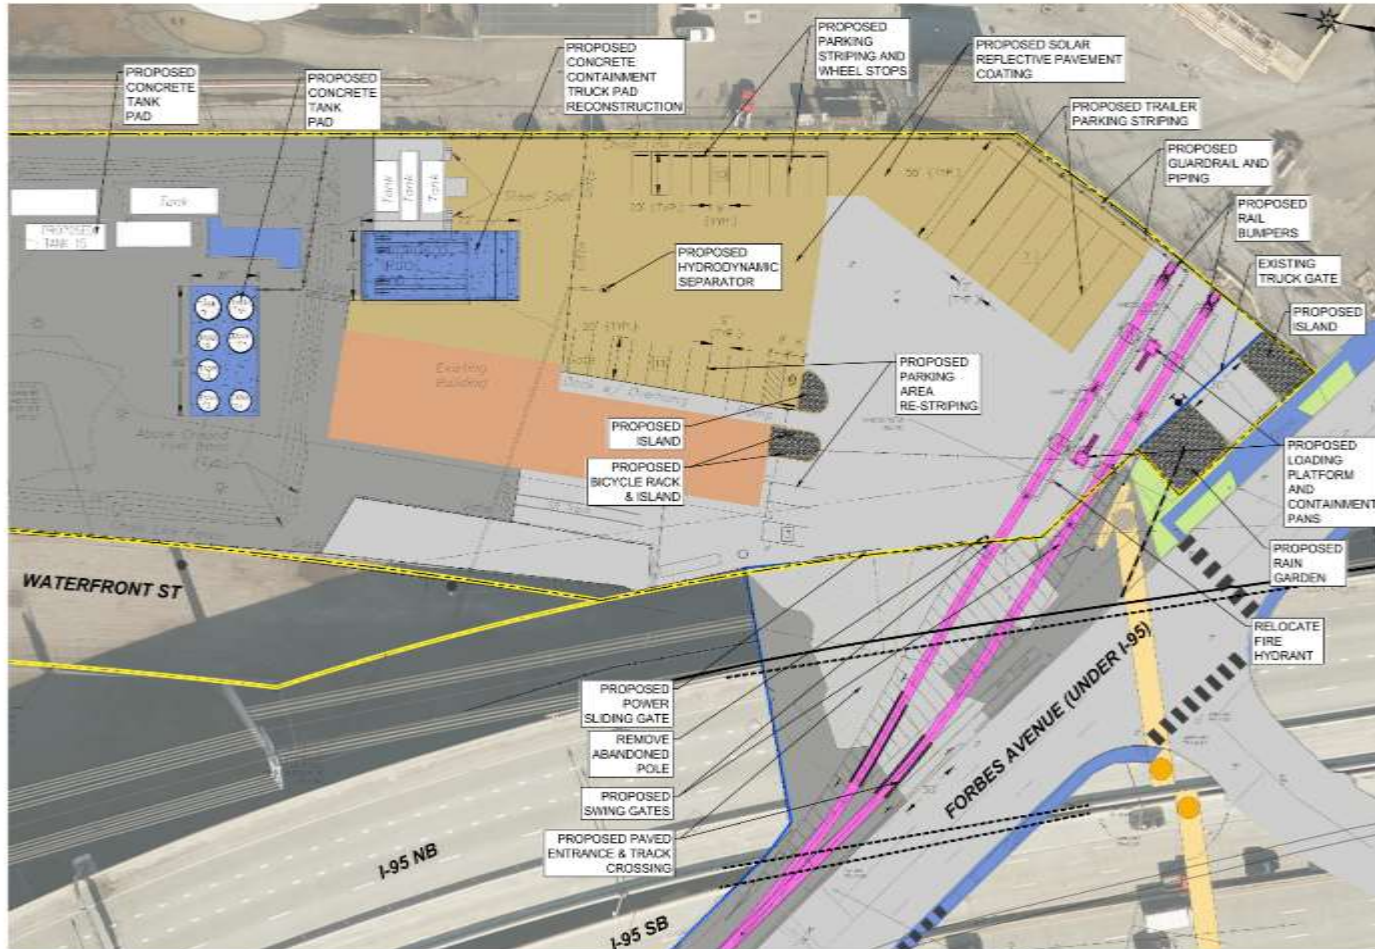 PROPOSED
CONCRETE
TANK
PAD
PROPOSED
CONCRETE
TANK
PAD
PROPOSED
CONCRETE
CONTAINMENT
TRUCK PAD
RECONSTRUCTION
PROPOSED
PARKING
STRIPING AND
WHEEL STOPS
PROPOSED SOLAR
REFLECTIVE PAVEMENT
COATING
PROPOSED TRAILER
PARKING STRIPING
PROPOSED
GUARDRAIL AND
PIPING
PROPOSED
RAIL
BUMPERS
EXISTING
TRUCK GATE
PROPOSED
ISLAND
Tank
Tank
Tank
Tank
PROPOSED
TANK 15
PROPOSED
HYDRODYNAMIC
SEPARATOR
Existing
Building
PROPOSED
PARKING
AREA
RE-STRIPING
PROPOSED
ISLAND
PROPOSED
BICYCLE RACK
& ISLAND
PROPOSED
LOADING
PLATFORM
AND
CONTAINMENT
PANS
PROPOSED
RAIN
GARDEN
RELOCATE
FIRE
HYDRANT
WATERFRONT ST
PROPOSED
POWER
SLIDING GATE
REMOVE
ABANDONED
POLE
PROPOSED
SWING GATES
PROPOSED PAVED
ENTRANCE & TRACK
CROSSING
FORBES AVENUE (UNDER I-95)
I-95 NB
I-95 SB